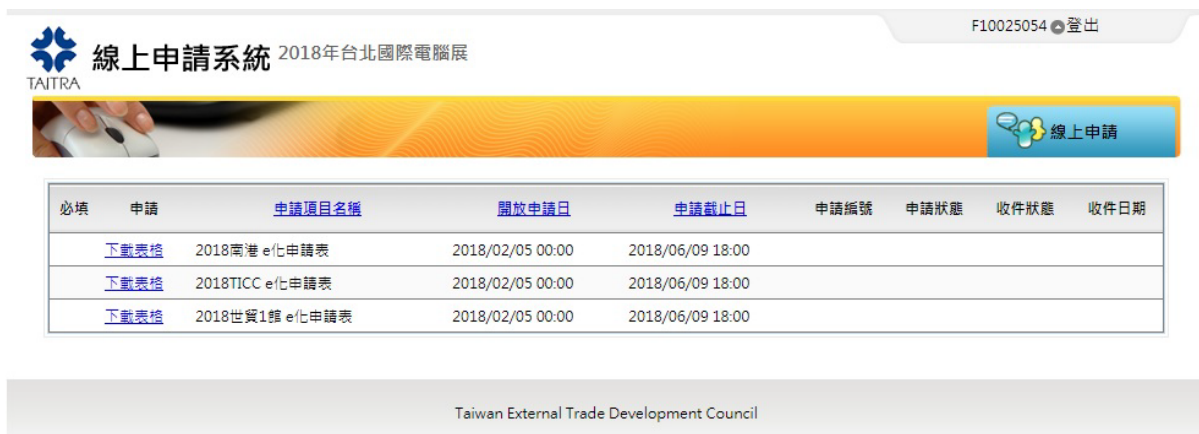 F10025054 登出
TAITRA
線上申請系統 2018年台北國際電腦展
線上申請
必填 申請 申請項目名稱 開放申請日 申請截止日 申請編號 申請狀態 收件狀態 收件日期
下載表格 2018南港 e化申請表 2018/02/05 00:00 2018/06/09 18:00
下載表格 2018TICC e化申請表 2018/02/05 00:00 2018/06/09 18:00
下載表格 2018世貿1館 e化申請表 2018/02/05 00:00 2018/06/09 18:00
Taiwan External Trade Development Council